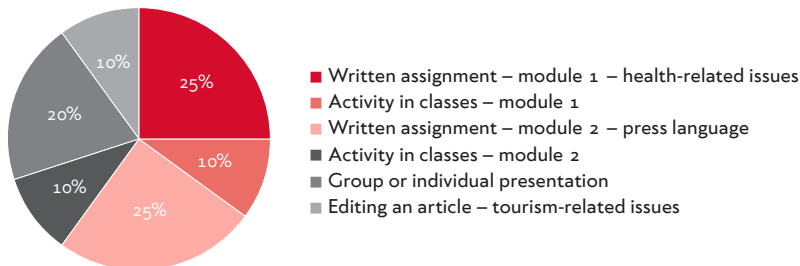 10%
25%
20%
10%
10%
25%
Written assignment – module 1 – health-related issues
Activity in classes – module 1
Written assignment – module 2 – press language
Activity in classes – module 2
Group or individual presentation
Editing an article – tourism-related issues